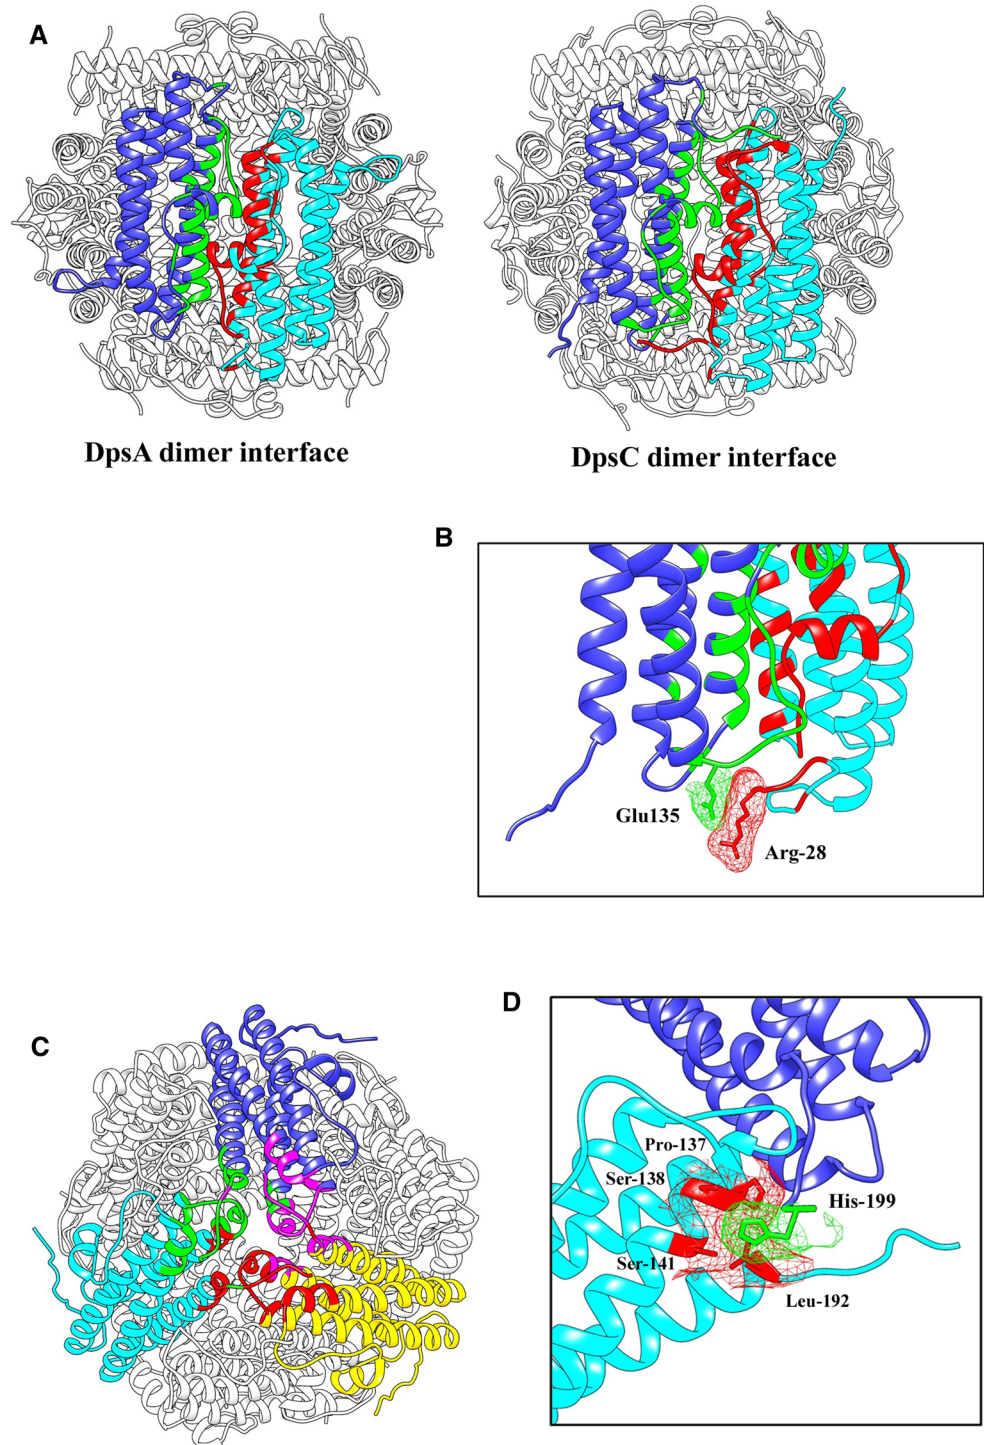 A
DpsA dimer interface
DpsC dimer interface
B
Glu135
Arg-28
C
D
Pro-137
Ser-138
His-199
Ser-141
Leu-192